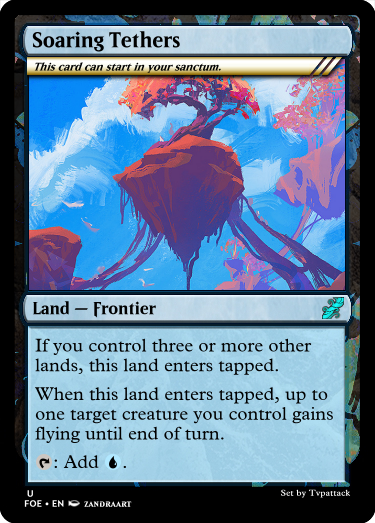 Soaring Tethers
This card can start in your sanctum.
Land — Frontier
If you control three or more other
lands, this land enters tapped.
When this land enters tapped, up to
one target creature you control gains
flying until end of turn.
: Add .
U
FOE • EN ZANDRAART
Set by Tvpattack